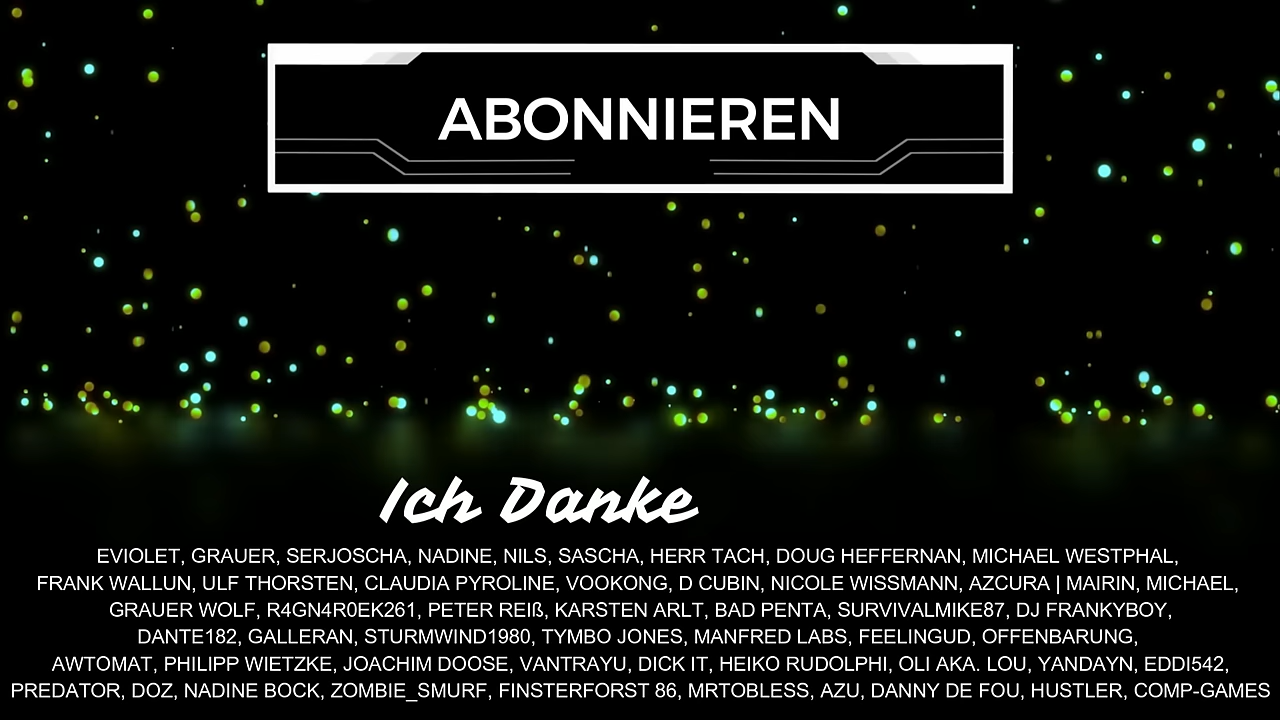 ABONNIEREN
Ich Danke
EVIOLET, GRAUER, SERJOSCHA, NADINE, NILS, SASCHA, HERR TACH, DOUG HEFFERNAN, MICHAEL WESTPHAL,
FRANK WALLUN, ULF THORSTEN, CLAUDIA PYROLINE, VOOKONG, D CUBIN, NICOLE WISSMANN, AZCURA | MAIRIN, MICHAEL,
GRAUER WOLF, R4GN4R0EK261, PETER REIß, KARSTEN ARLT, BAD PENTA, SURVIVALMIKE87, DJ FRANKYBOY,
DANTE182, GALLERAN, STURMWIND1980, TYMBO JONES, MANFRED LABS, FEELINGUD, OFFENBARUNG,
AWTOMAT, PHILIPP WIETZKE, JOACHIM DOOSE, VANTRAYU, DICK IT, HEIKO RUDOLPHI, OLI AKA. LOU, YANDAYN, EDDI542,
PREDATOR, DOZ, NADINE BOCK, ZOMBIE_SMURF, FINSTERFORST 86, MRTOBLESS, AZU, DANNY DE FOU, HUSTLER, COMP-GAMES